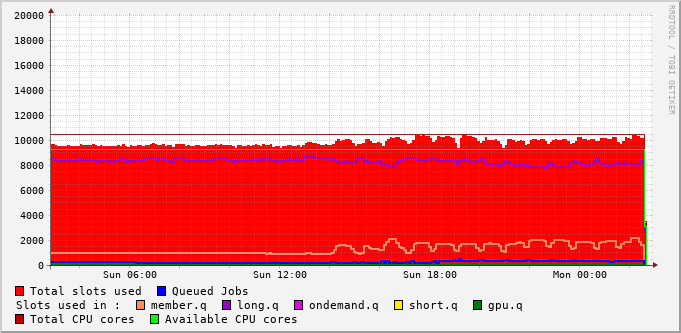 RRDTOOL / TOBI OETIKER
20000
18000
16000
14000
12000
10000
8000
6000
4000
2000
0
Sun 06:00 Sun 12:00 Sun 18:00 Mon 00:00
Total slots used Queued Jobs
Slots used in : member.q long.q ondemand.q short.q gpu.q
Total CPU cores Available CPU cores